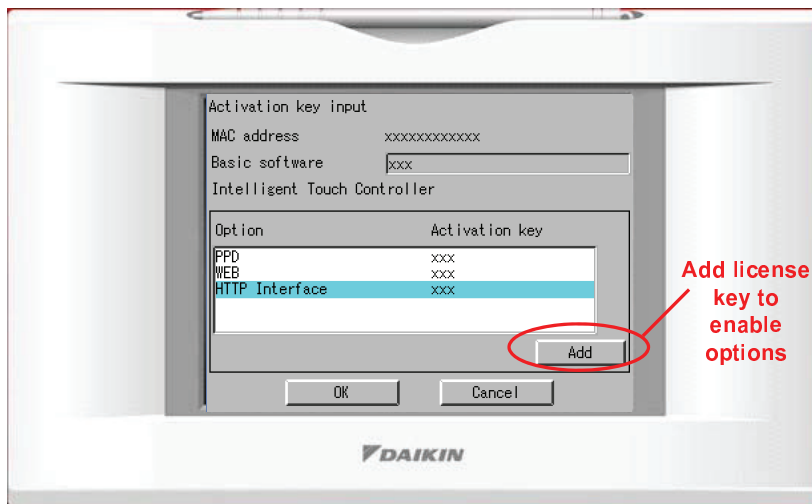 Activation key input
MAC address xxxxxxxxxxxx
Basic software xxx
Intelligent Touch Controller
Option Activation key
PPD xxx
WEB xxx
HTTP Interface xxx
Add
OK Cancel
Add license
key to
enable
options
DAIKIN